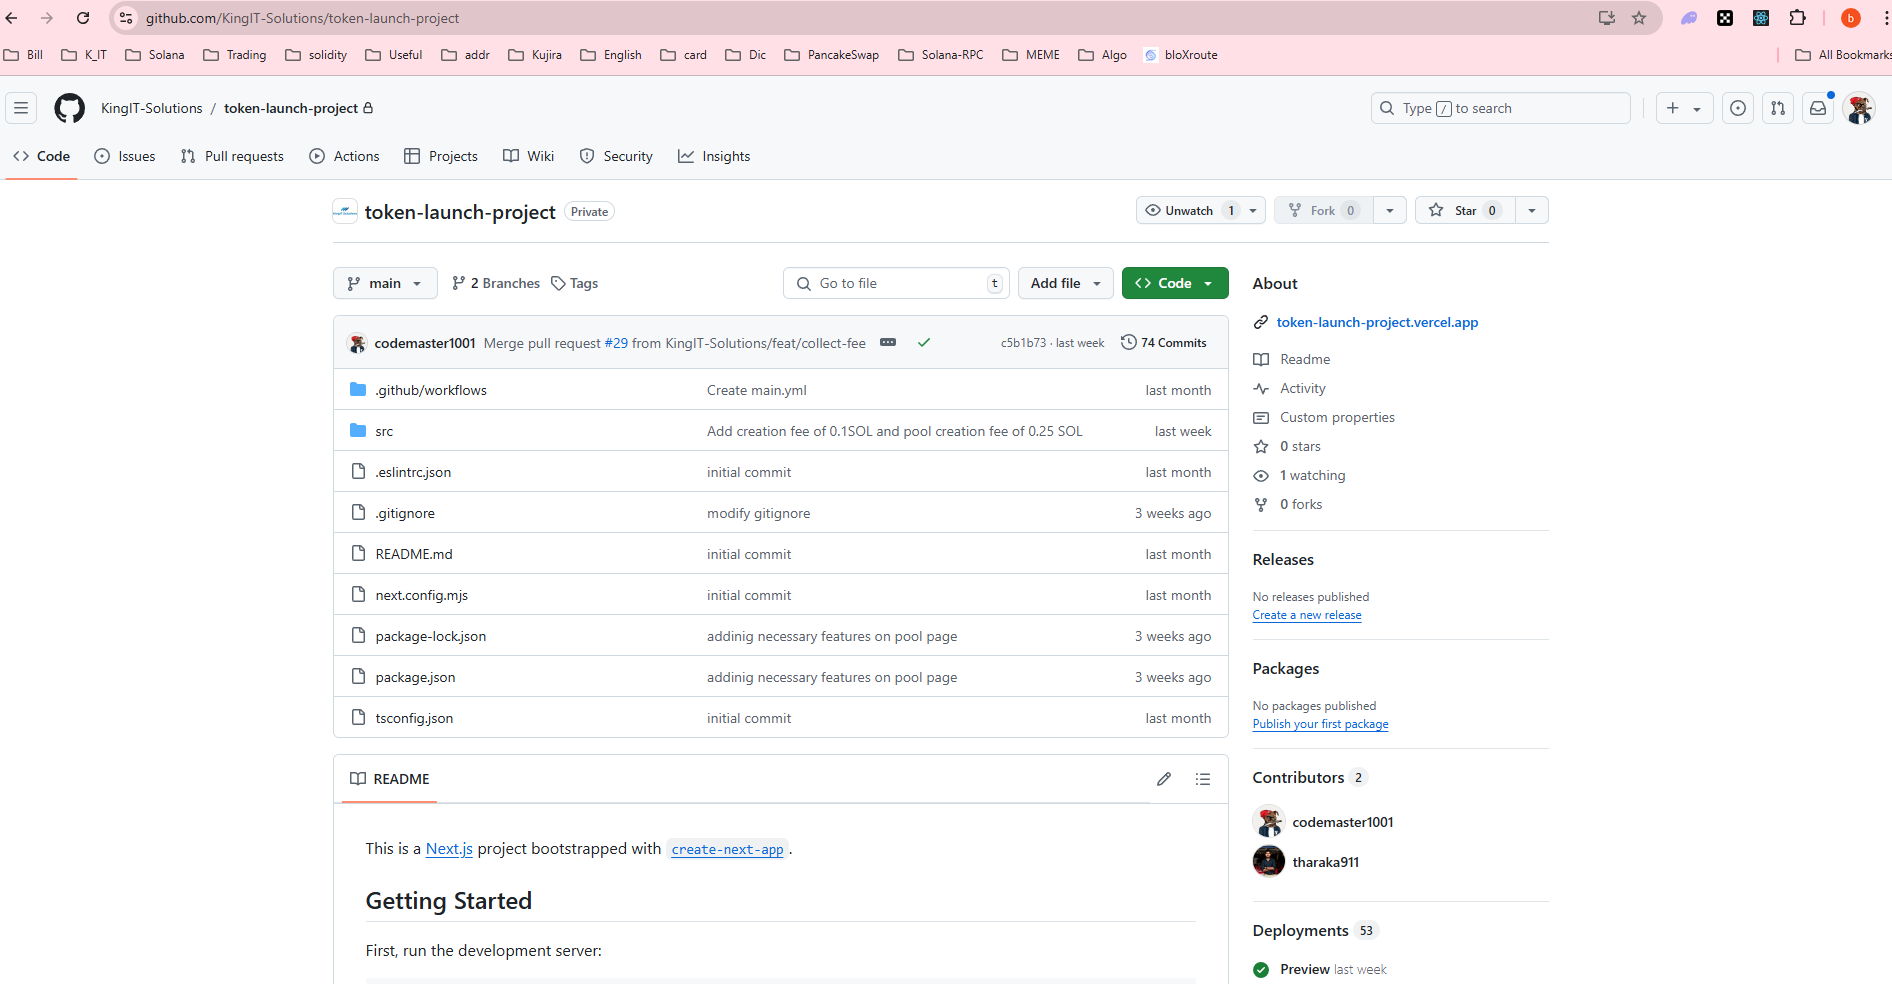 github.com/KingIT-Solutions/token-launch-project
b
Bill K_IT Solana Trading solidity Useful addr Kujira English card Dic PancakeSwap Solana-RPC MEME Algo bloXroute All Bookmarks
KingIT-Solutions / token-launch-project
Type / to search
Code Issues Pull requests Actions Projects Wiki Security Insights
token-launch-project Private
Unwatch 1 Fork 0 Star 0
main 2 Branches Tags
Go to file t
Add file
Code
codemaster1001 Merge pull request #29 from KingIT-Solutions/feat/collect-fee c5b1b73 · last week 74 Commits
.github/workflows Create main.yml last month
src Add creation fee of 0.1SOL and pool creation fee of 0.25 SOL last week
.eslintrc.json initial commit last month
.gitignore modify gitignore 3 weeks ago
README.md initial commit last month
next.config.mjs initial commit last month
package-lock.json addinig necessary features on pool page 3 weeks ago
package.json addinig necessary features on pool page 3 weeks ago
tsconfig.json initial commit last month
README
This is a Next.js project bootstrapped with create-next-app.
Getting Started
First, run the development server:
About
token-launch-project.vercel.app
Readme
Activity
Custom properties
0 stars
1 watching
0 forks
Releases
No releases published
Create a new release
Packages
No packages published
Publish your first package
Contributors 2
codemaster1001
tharaka911
Deployments 53
Preview last week